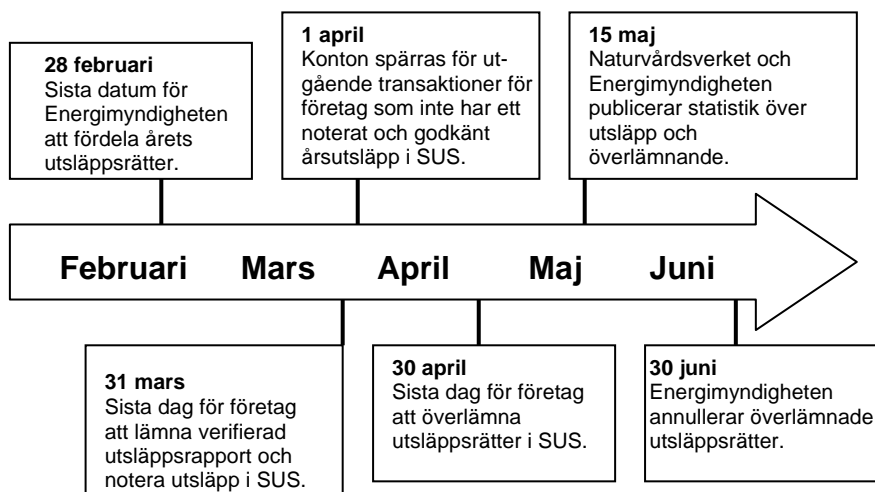 28 februari
Sista datum för
Energimyndigheten
att fördela årets
utsläppsrätter.
1 april
Konton spärras för ut-
gående transaktioner för
företag som inte har ett
noterat och godkänt
årsutsläpp i SUS.
15 maj
Naturvårdsverket och
Energimyndigheten
publicerar statistik över
utsläpp och
överlämnande.
Februari Mars April Maj Juni
31 mars
Sista dag för företag
att lämna verifierad
utsläppsrapport och
notera utsläpp i SUS.
30 april
Sista dag för företag
att överlämna
utsläppsrätter i SUS.
30 juni
Energimyndigheten
annullerar överlämnade
utsläppsrätter.